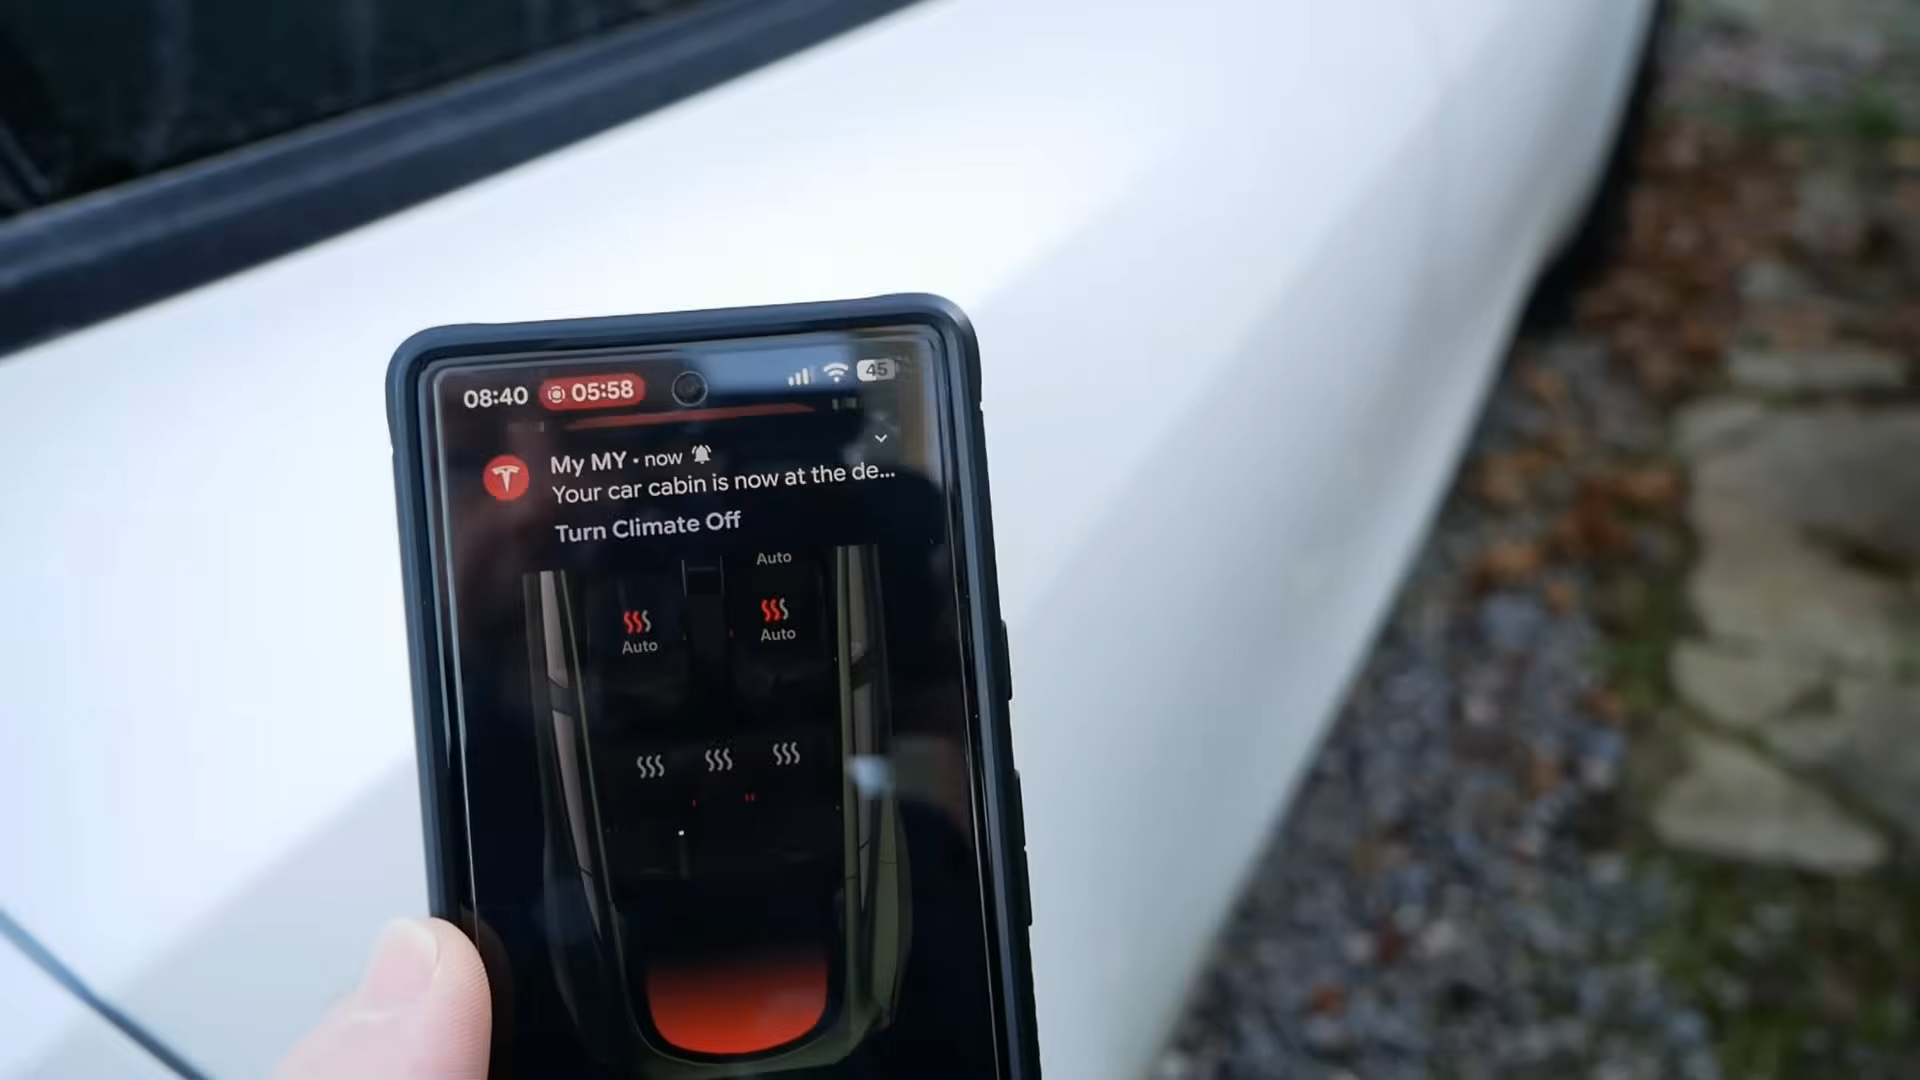 08:40 05:58 45
My MY • now
Your car cabin is now at the de...
Turn Climate Off
Auto
Auto Auto